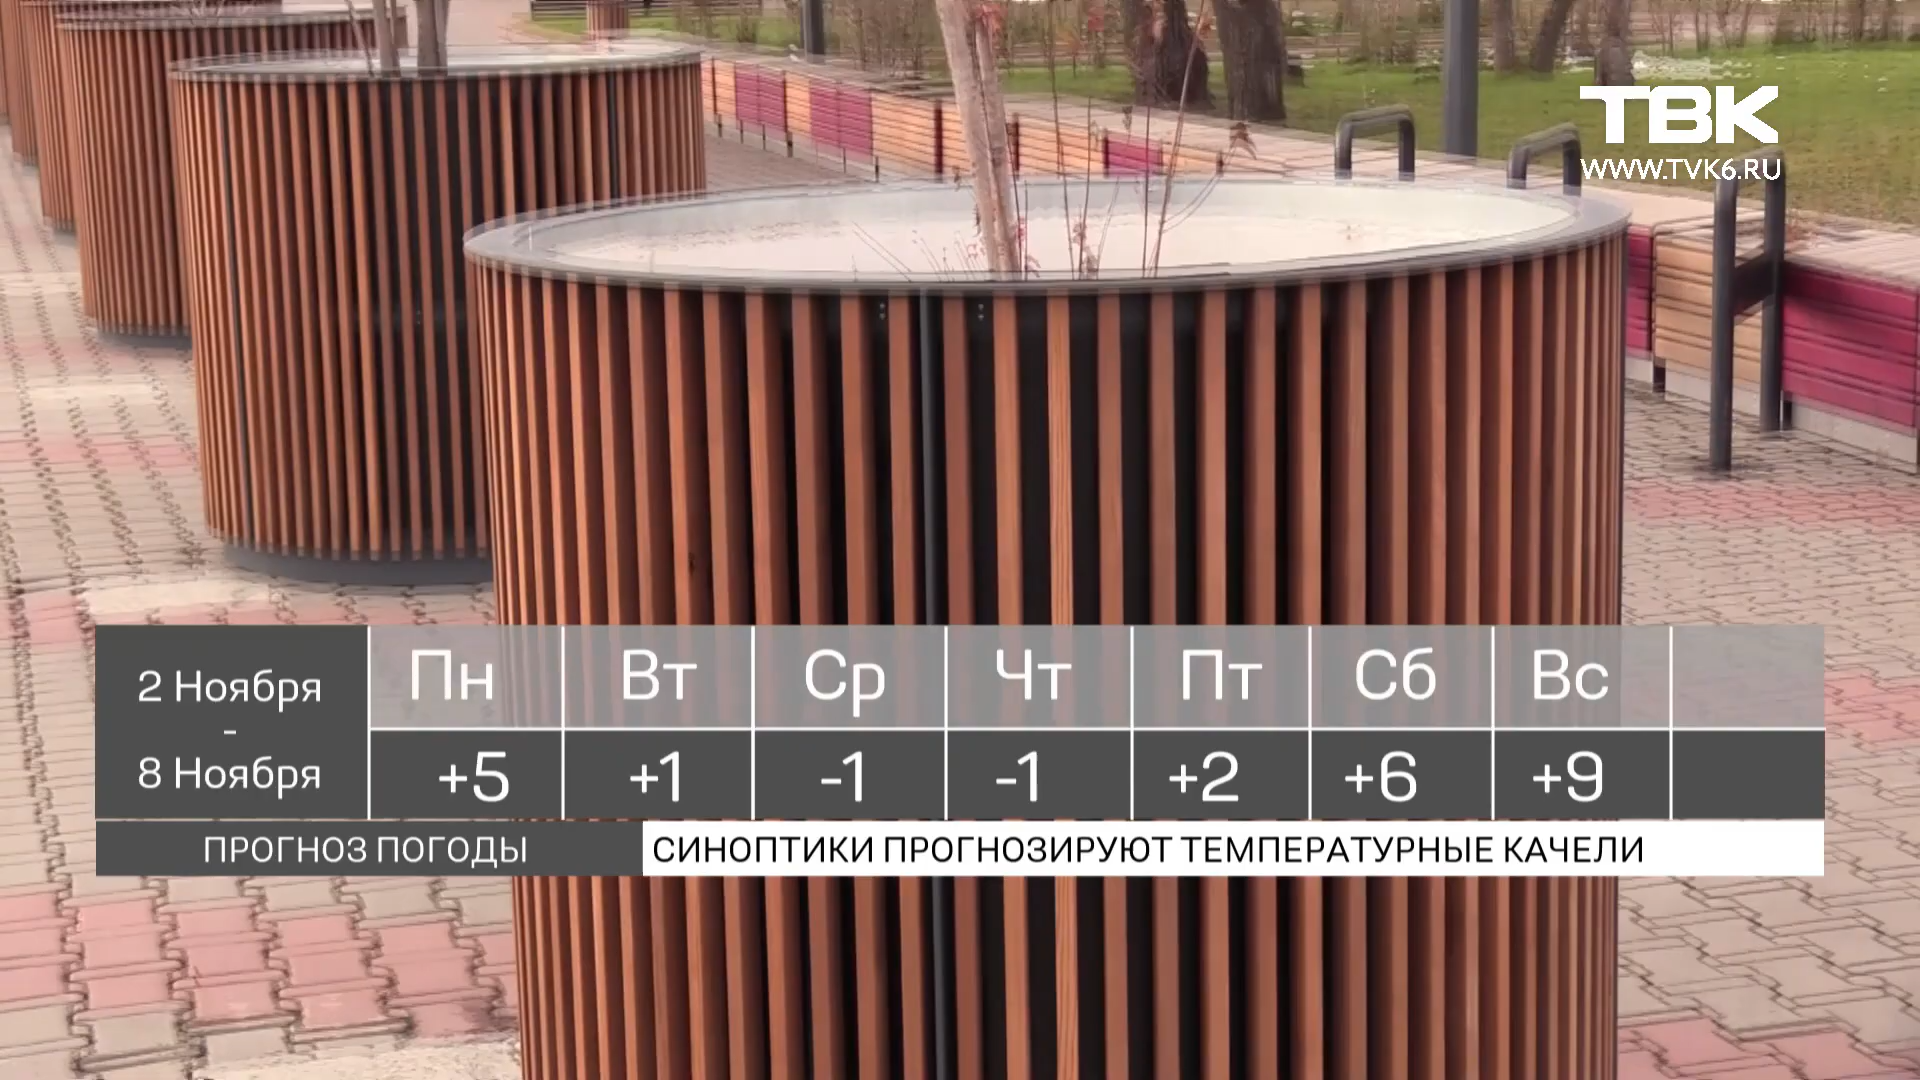 ТВК
WWW.TVK6.RU
2 Ноября
-
8 Ноября
Пн Вт Ср Чт Пт Сб Вс
+5 +1 -1 -1 +2 +6 +9
ПРОГНОЗ ПОГОДЫ
СИНОПТИКИ ПРОГНОЗИРУЮТ ТЕМПЕРАТУРНЫЕ КАЧЕЛИ